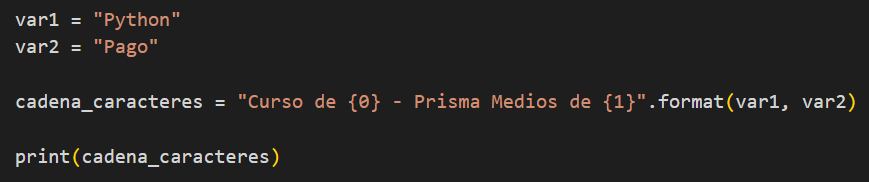 var1 = "Python"
var2 = "Pago"
cadena_caracteres = "Curso de {0} - Prisma Medios de {1}".format(var1, var2)
print(cadena_caracteres)